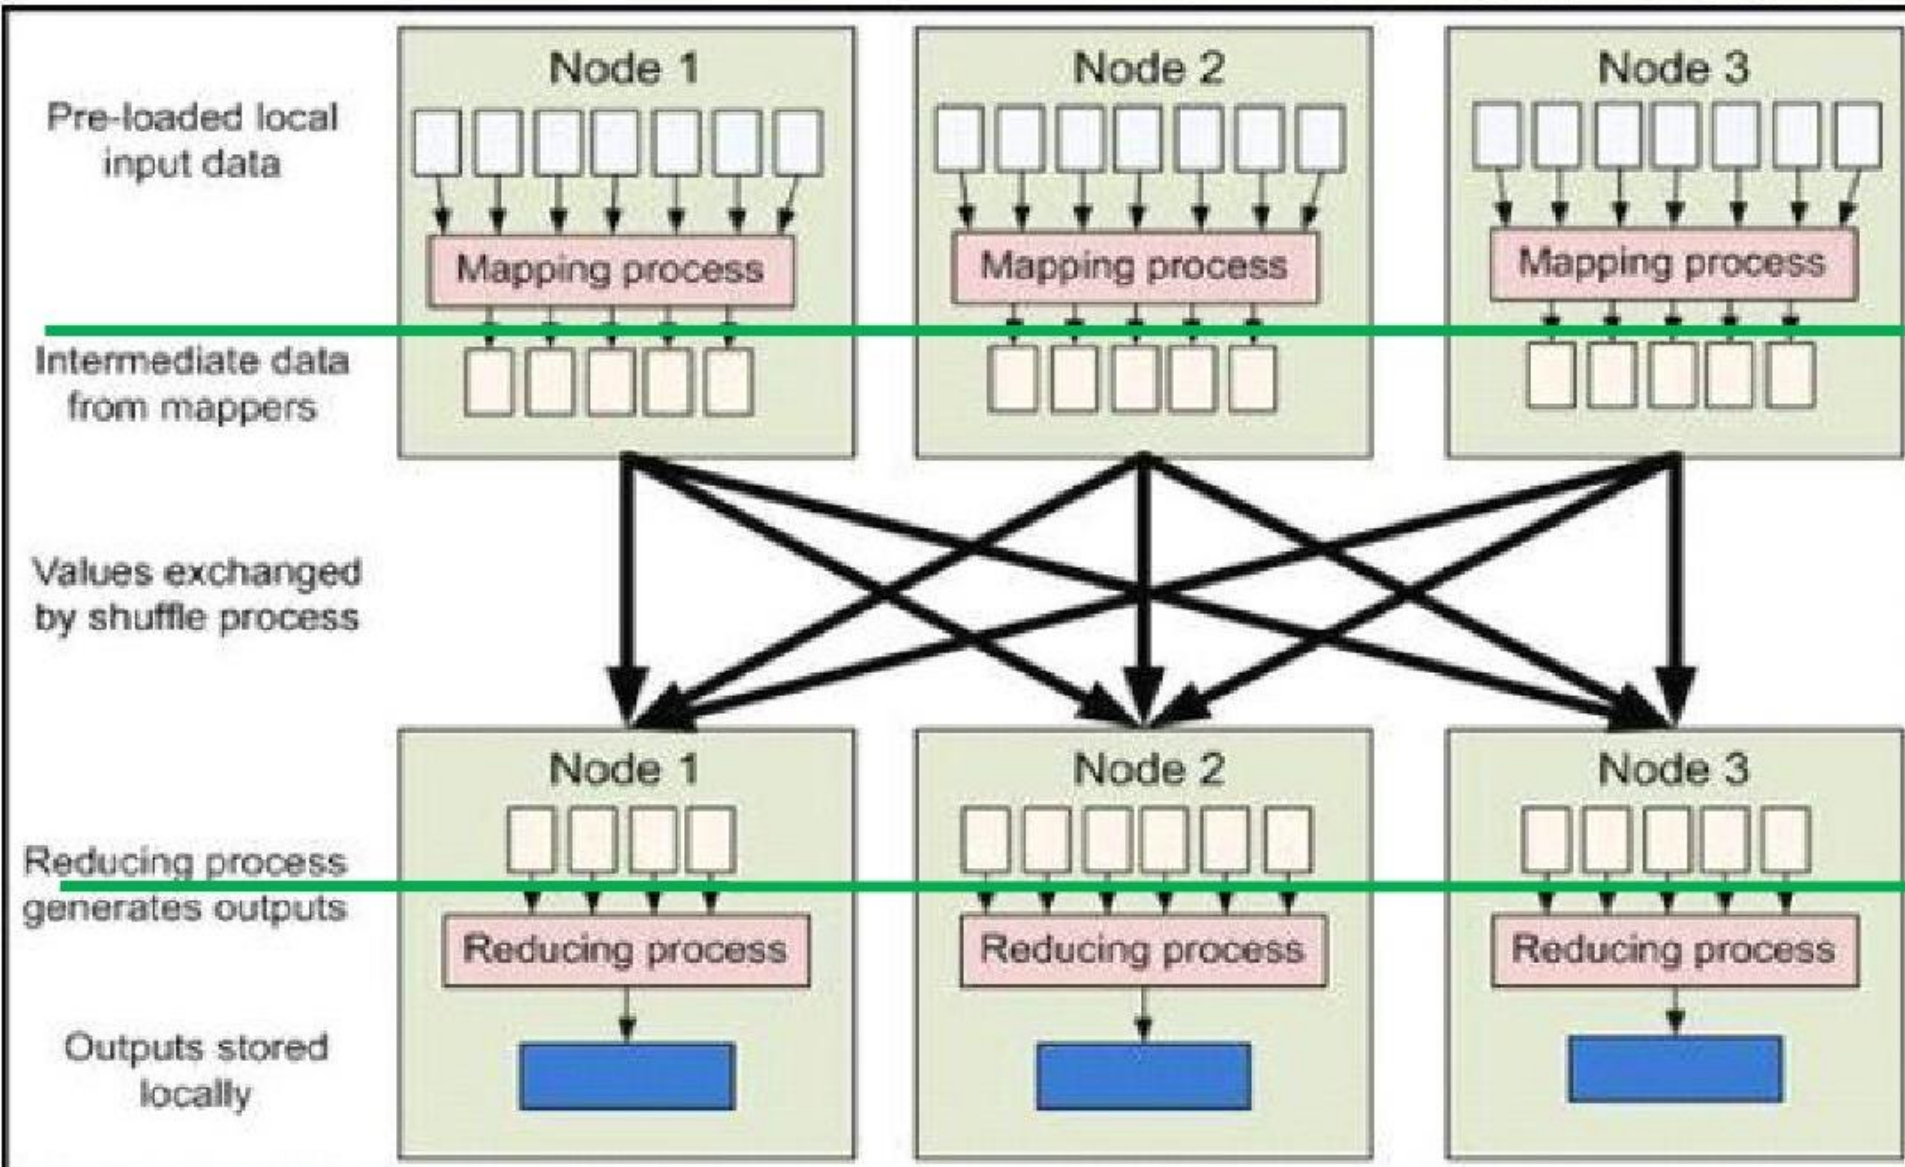 Node 1
Node 2
Node 3
Pre-loaded local
input data
Mapping process
Mapping process
Mapping process
Intermediate data
from mappers
Values exchanged
by shuffle process
Node 1
Node 2
Node 3
Reducing process
generates outputs
Reducing process
Reducing process
Reducing process
Outputs stored
locally